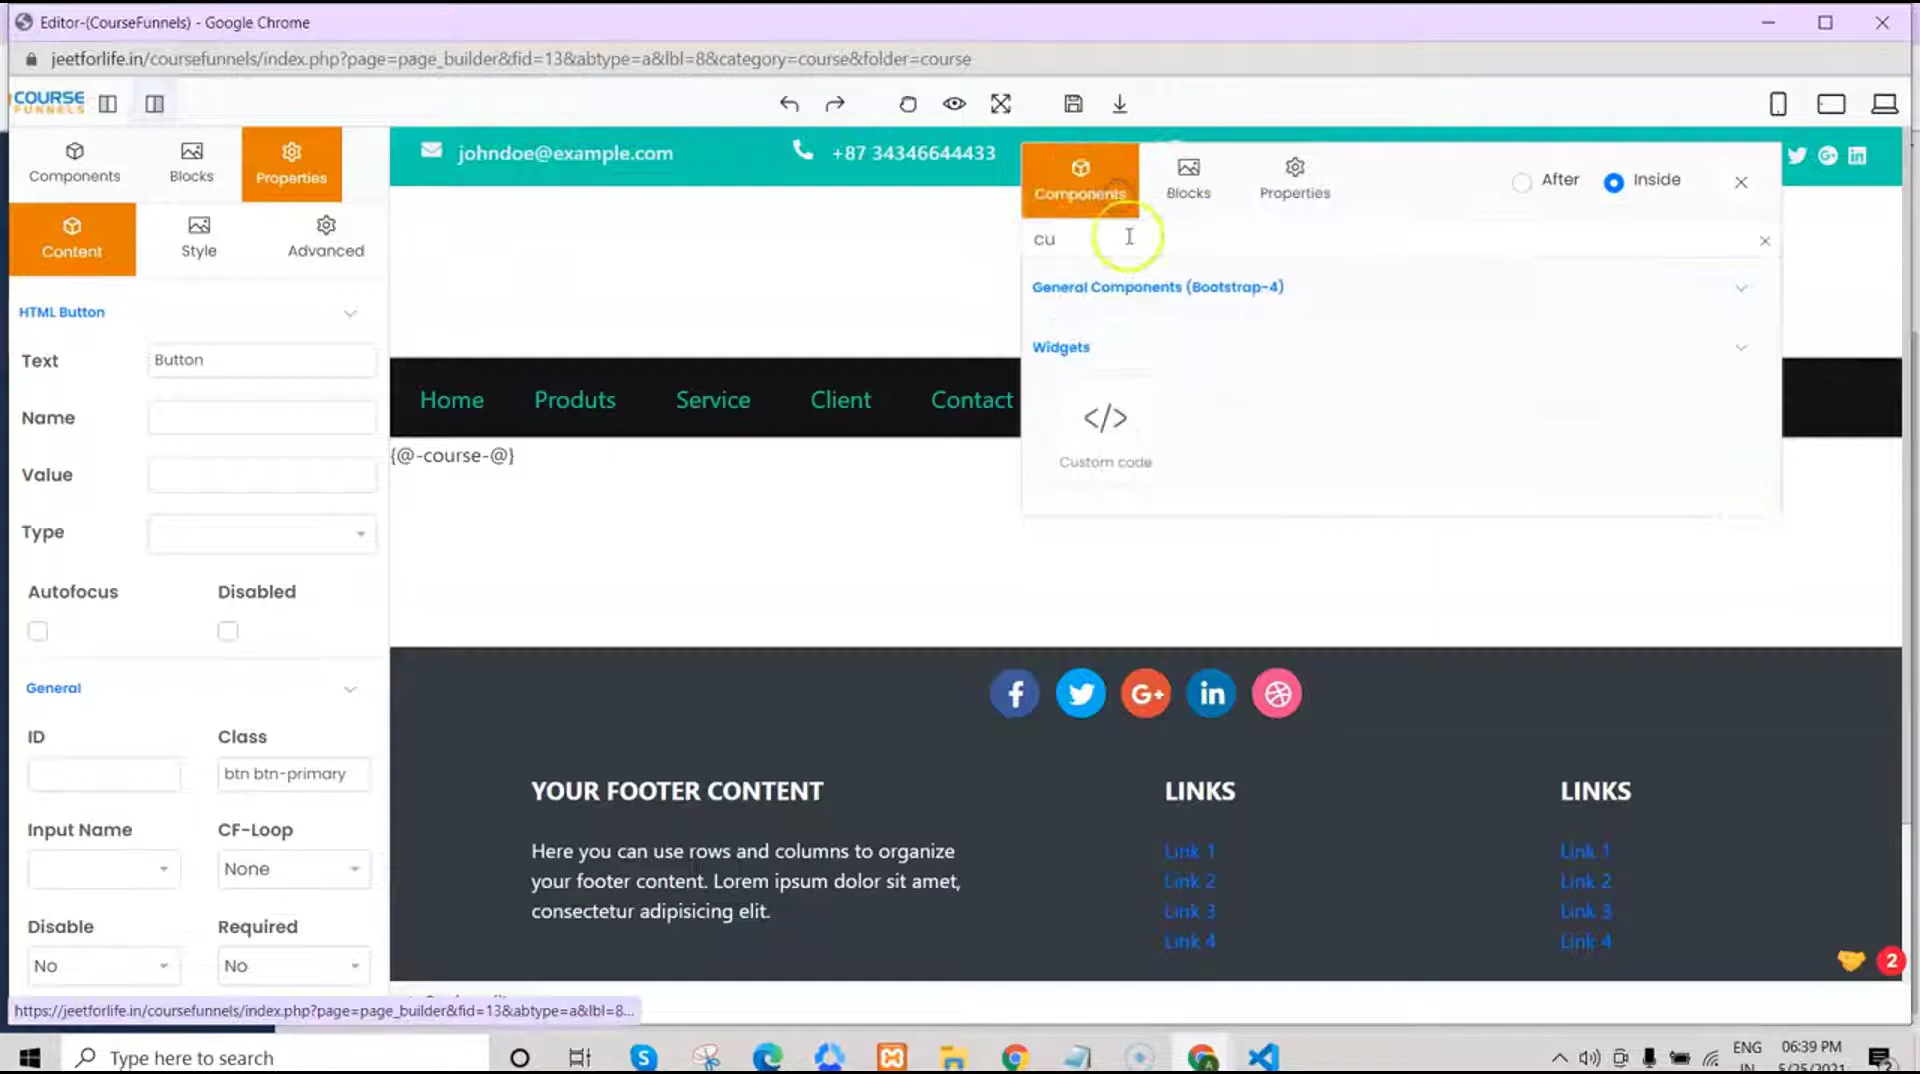 Editor-(CourseFunnels) - Google Chrome
jeetforlife.in/coursefunnels/index.php?page=page_builder&fid=13&abtype=a&lbl=8&category=course&folder=course
COURSE
FUNNELS
Components
Blocks
Properties
Content
Style
Advanced
HTML Button
Text
Button
Name
Value
Type
Autofocus
Disabled
General
ID
Class
btn btn-primary
Input Name
CF-Loop
None
Disable
Required
No
No
johndoe@example.com
+87 34346644433
Components
Blocks
Properties
After
Inside
cu
General Components (Bootstrap-4)
Widgets
</>
Custom code
Home
Produts
Service
Client
Contact
{@-course-@}
YOUR FOOTER CONTENT
Here you can use rows and columns to organize
your footer content. Lorem ipsum dolor sit amet,
consectetur adipisicing elit.
LINKS
Link 1
Link 2
Link 3
Link 4
LINKS
Link 1
Link 2
Link 3
Link 4
2
https://jeetforlife.in/coursefunnels/index.php?page=page_builder&fid=13&abtype=a&lbl=8...
Type here to search
ENG
IN
06:39 PM
5/25/2021
2